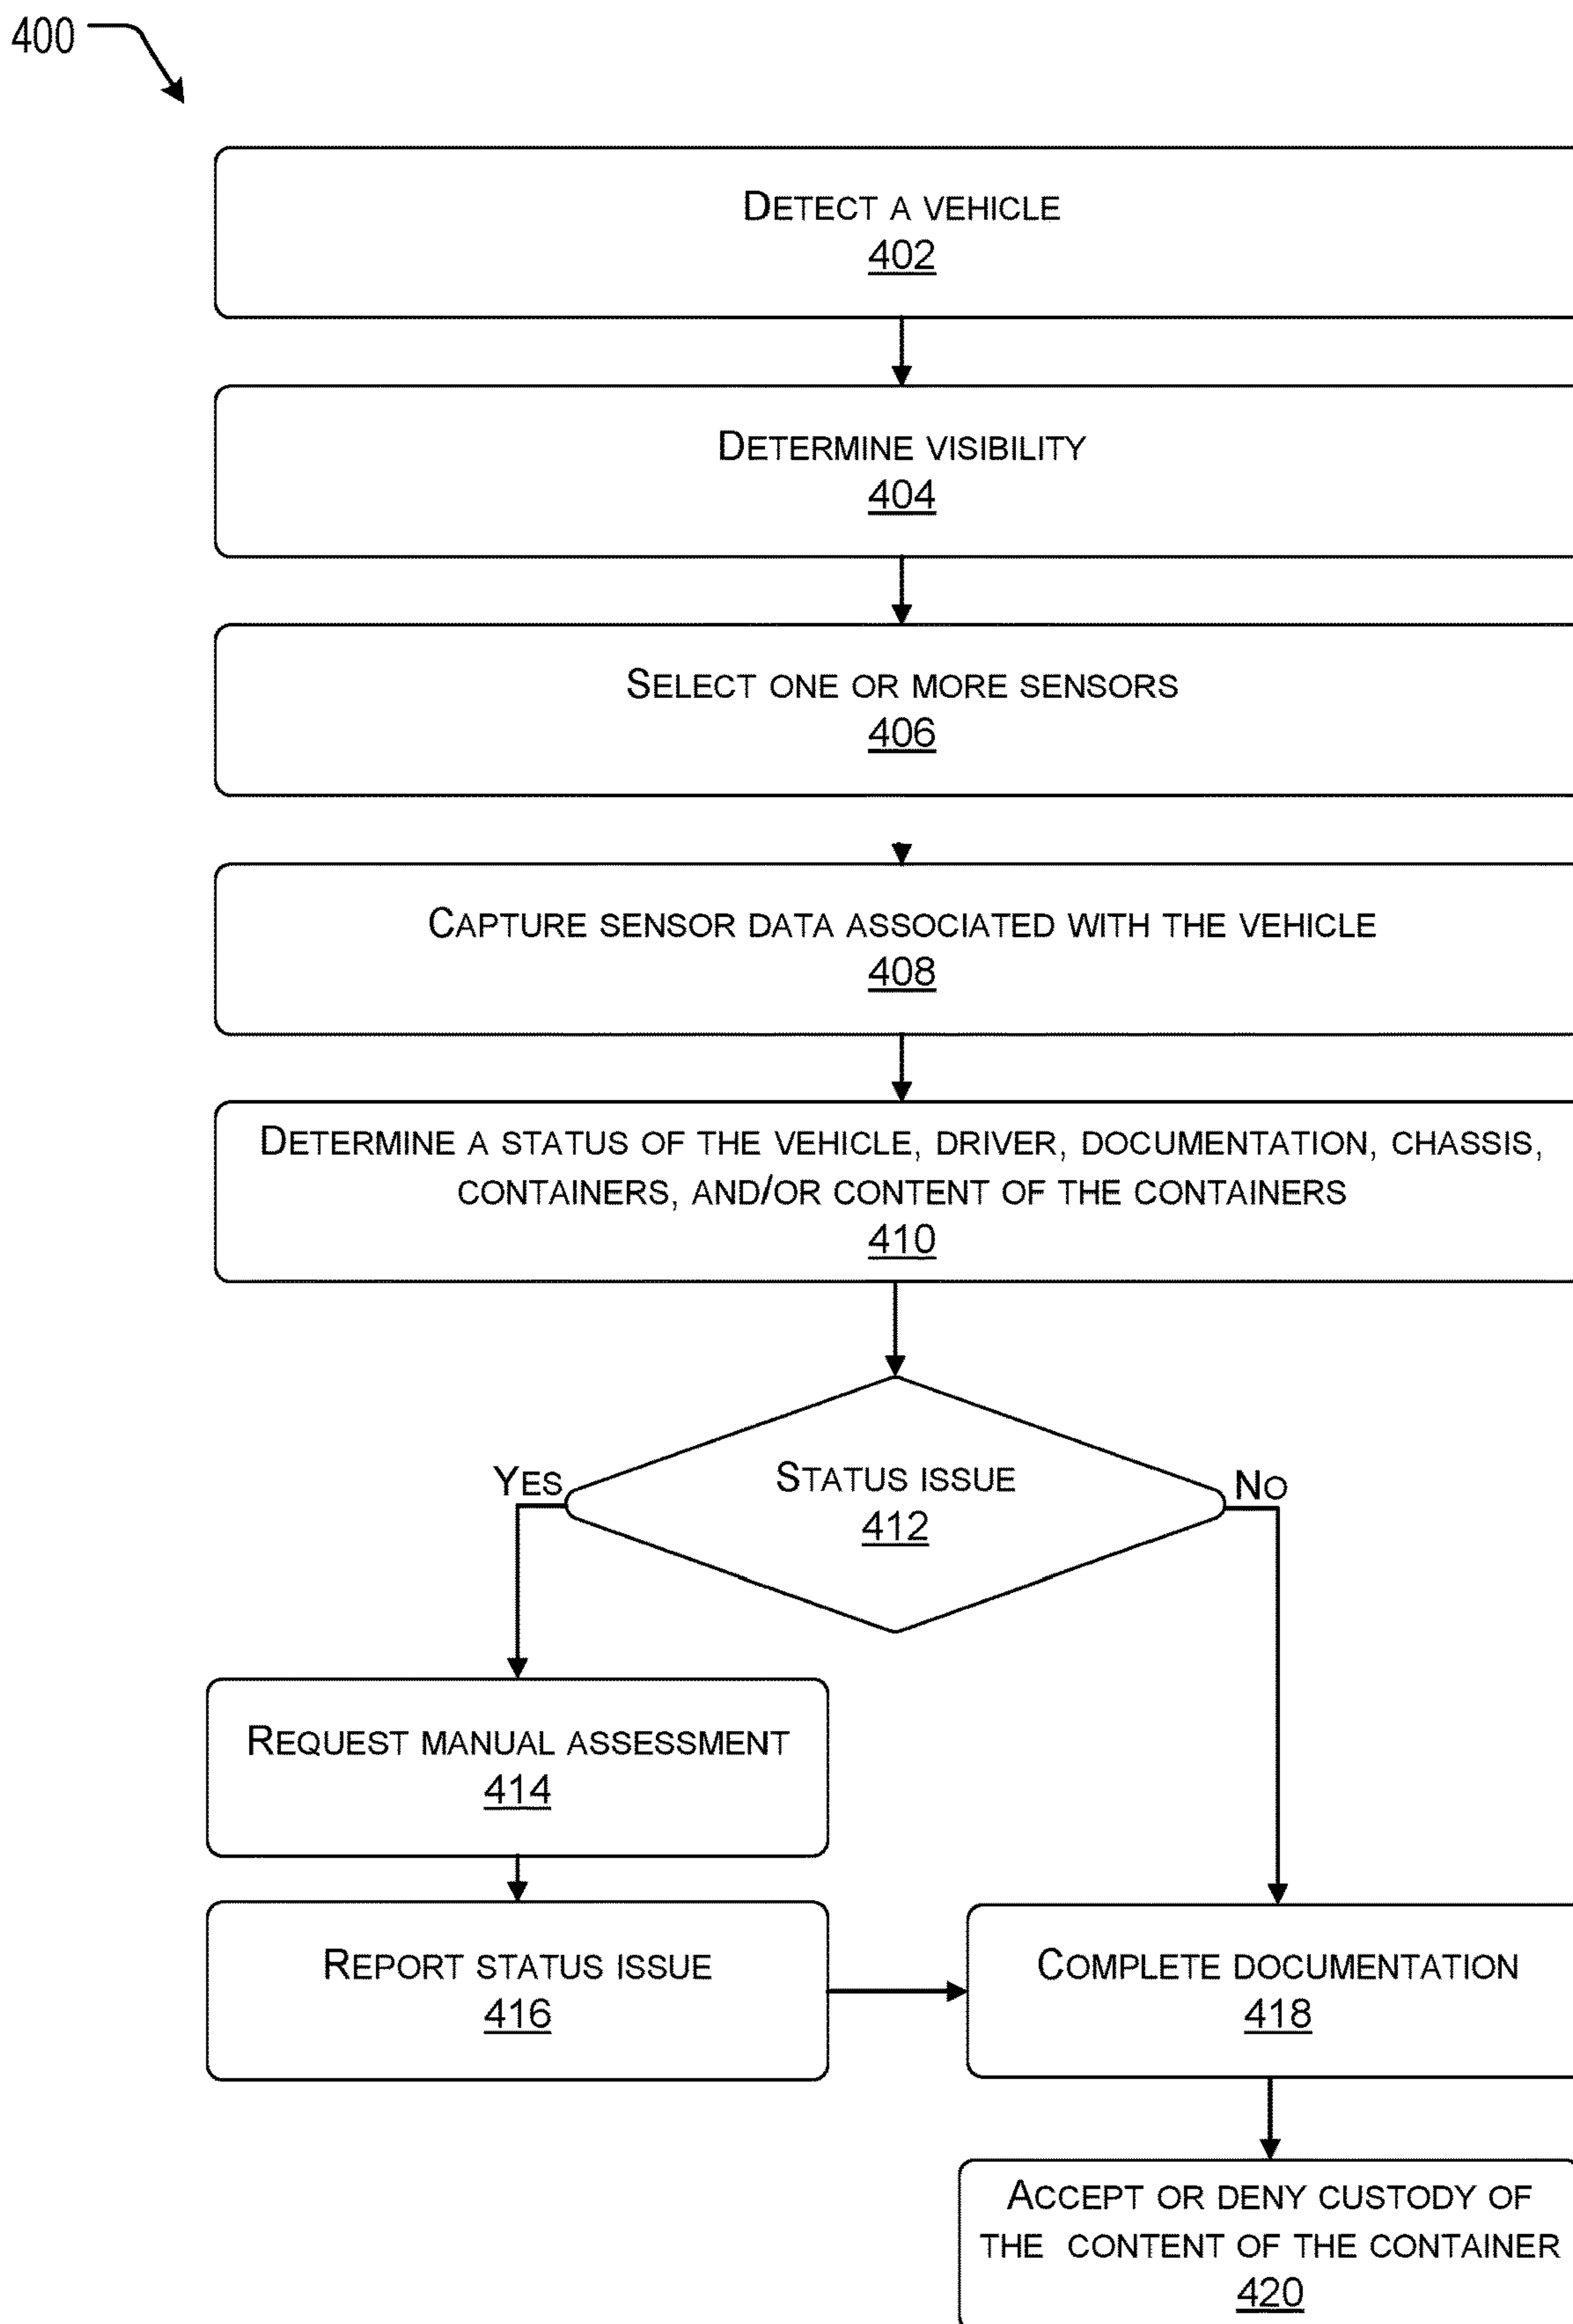 400
DETECT A VEHICLE
402
DETERMINE VISIBILITY
404
SELECT ONE OR MORE SENSORS
406
CAPTURE SENSOR DATA ASSOCIATED WITH THE VEHICLE
408
DETERMINE A STATUS OF THE VEHICLE, DRIVER, DOCUMENTATION, CHASSIS,
CONTAINERS, AND/OR CONTENT OF THE CONTAINERS
410
STATUS ISSUE
412
YES
NO
REQUEST MANUAL ASSESSMENT
414
REPORT STATUS ISSUE
416
COMPLETE DOCUMENTATION
418
ACCEPT OR DENY CUSTODY OF
THE CONTENT OF THE CONTAINER
420